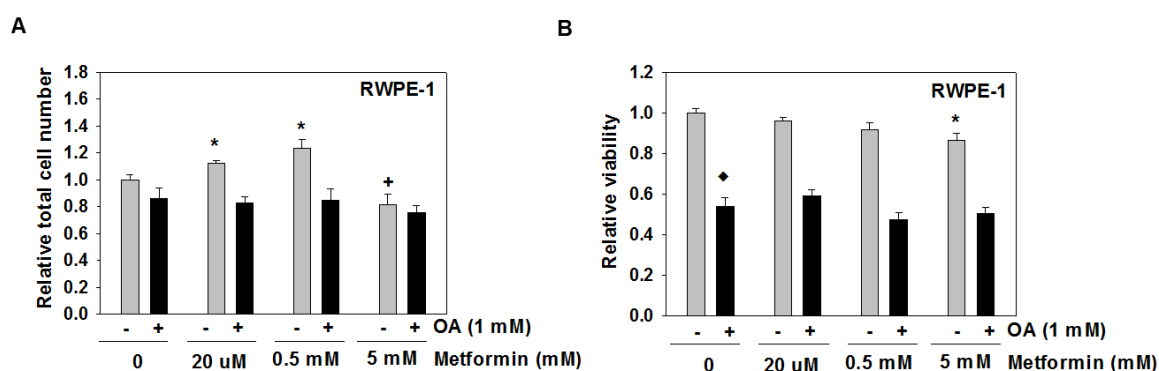 A
Relative total cell number
1.8
1.6
1.4
1.2
1.0
0.8
0.6
0.4
0.2
0.0
RWPE-1
*
*
+
- + - + - + - + OA (1 mM)
0 20 uM 0.5 mM 5 mM Metformin (mM)
B
Relative viability
1.2
1.0
0.8
0.6
0.4
0.2
0.0
RWPE-1
*
◆
- + - + - + - + OA (1 mM)
0 20 uM 0.5 mM 5 mM Metformin (mM)